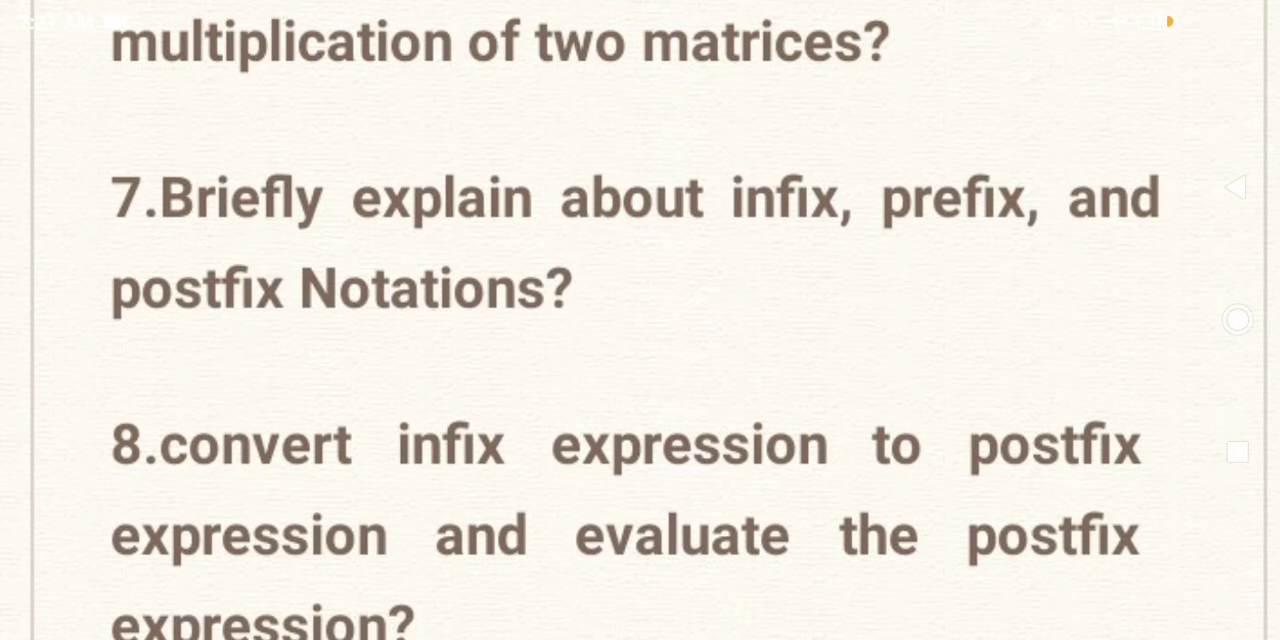 multiplication of two matrices?
7.Briefly explain about infix, prefix, and
postfix Notations?
8.convert infix expression to postfix
expression and evaluate the postfix
expression?